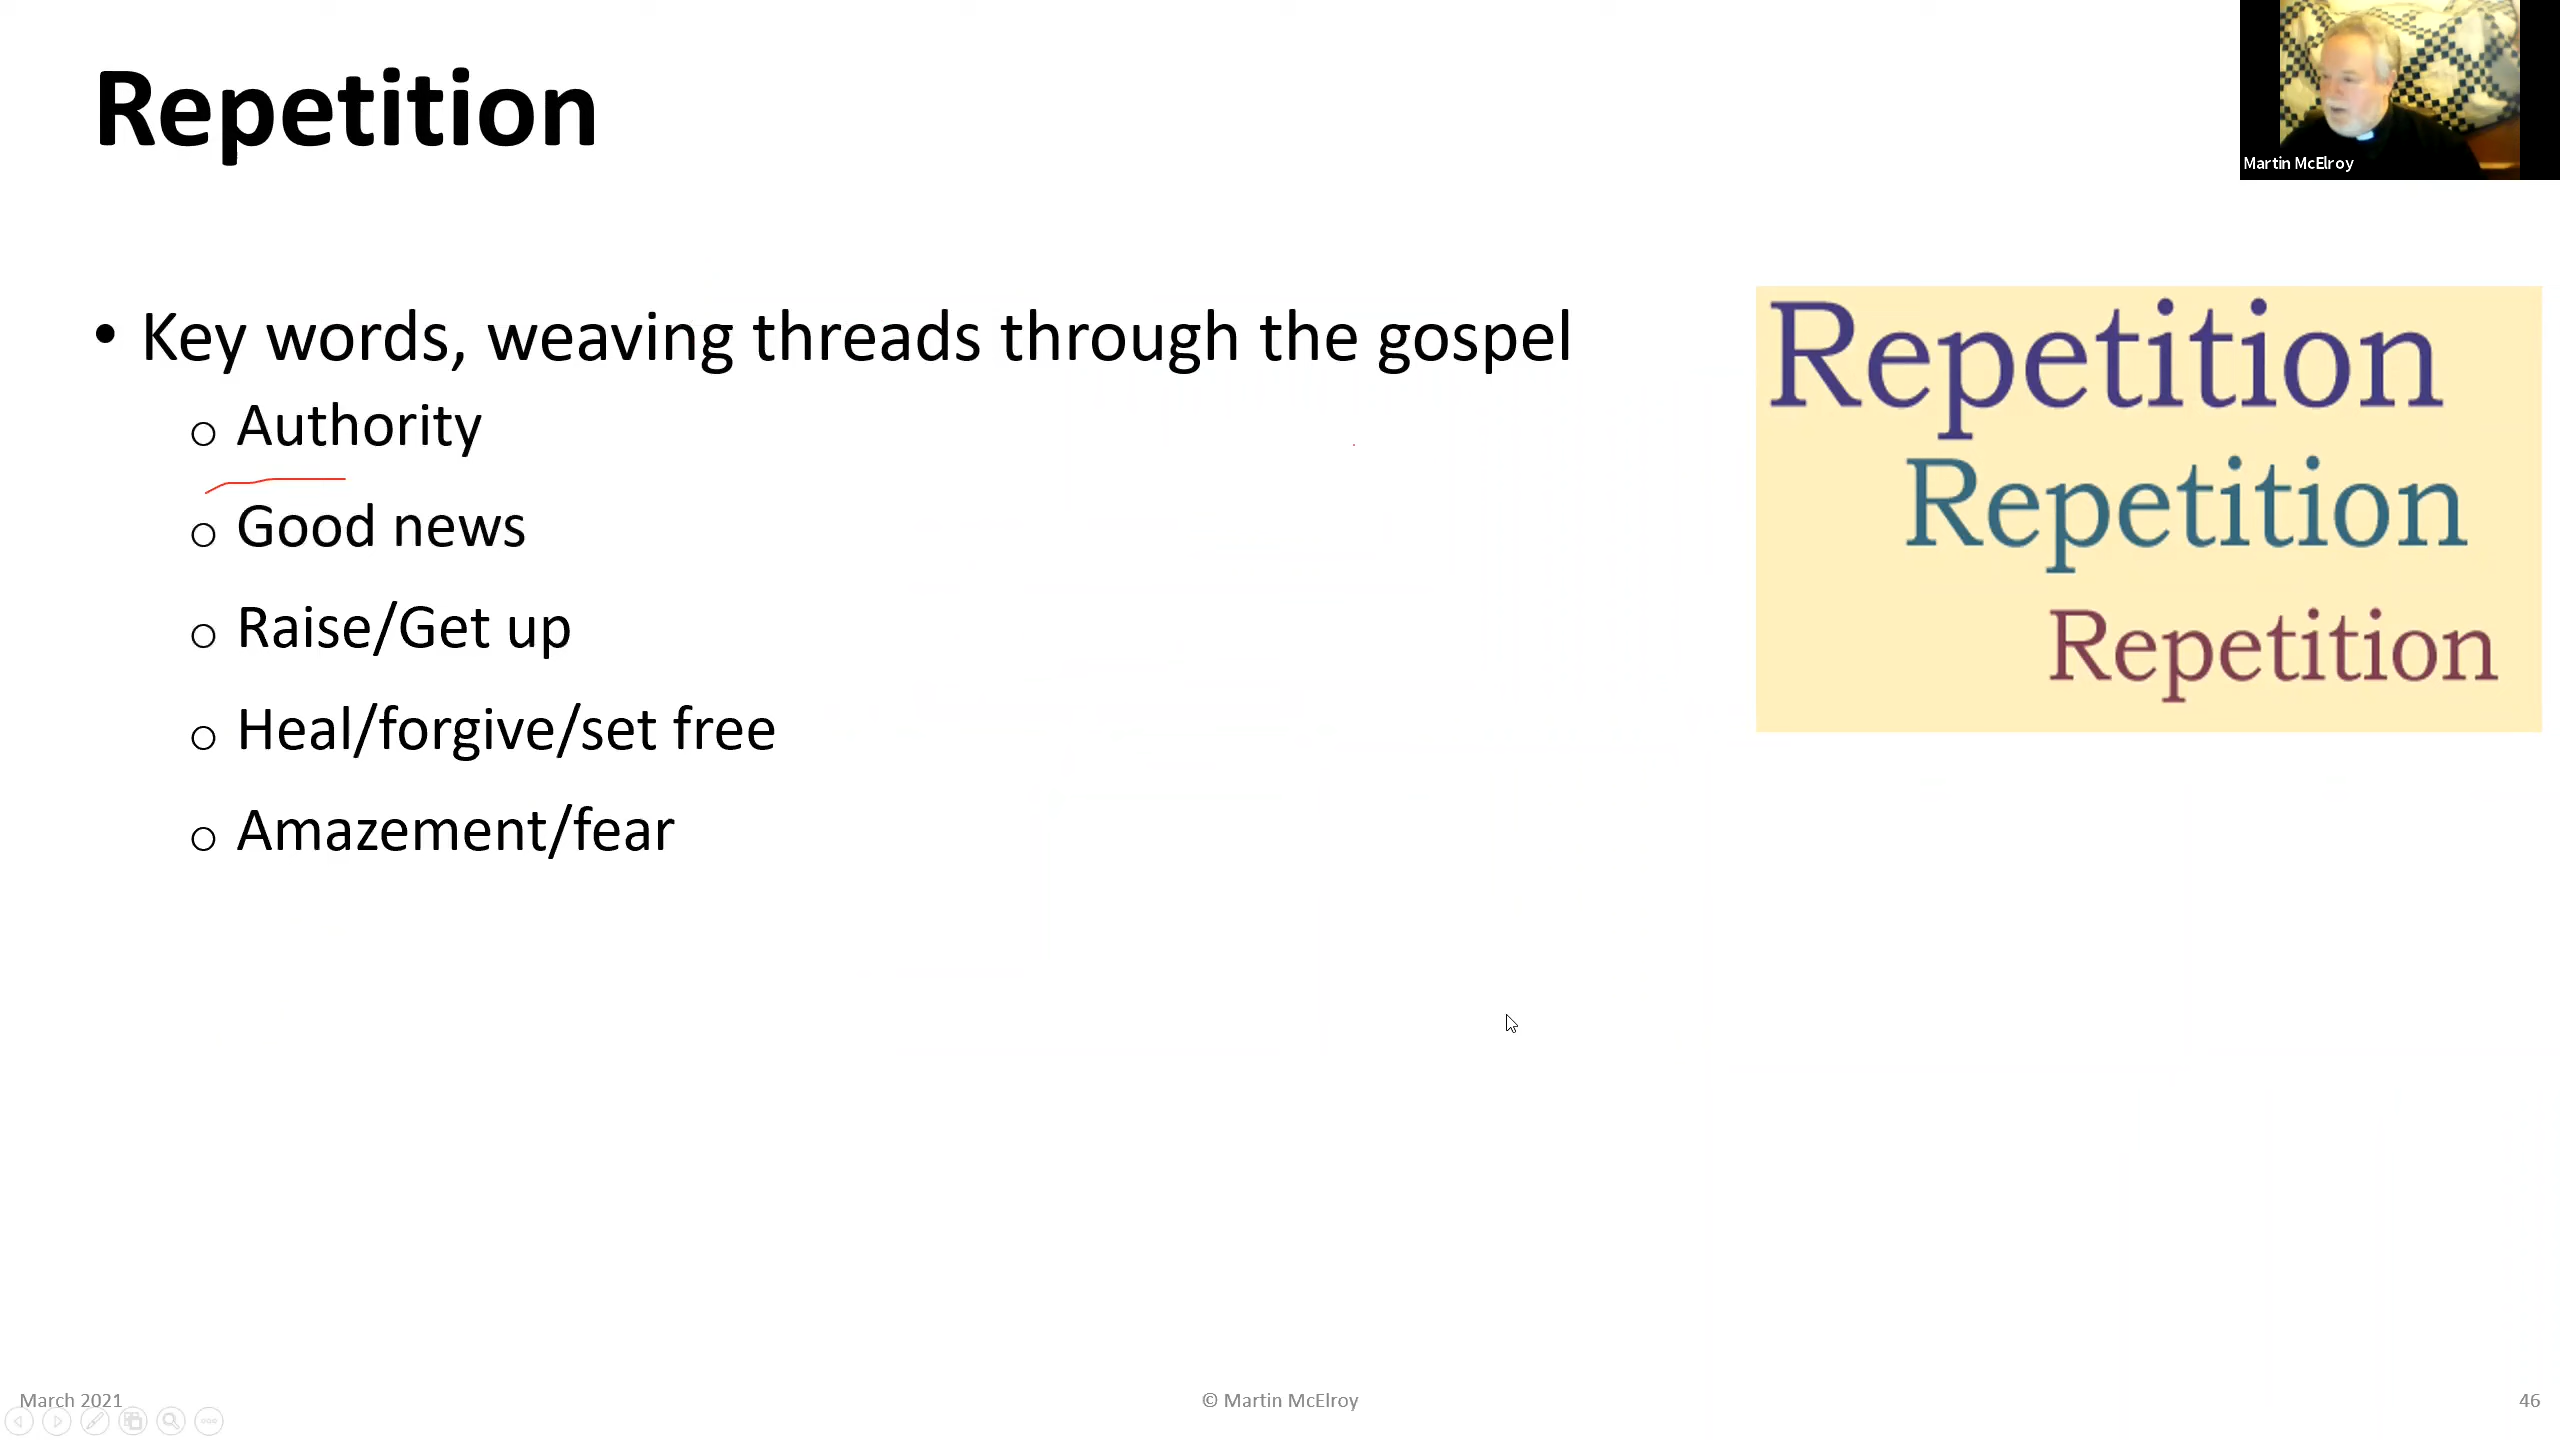 Repetition
Martin McElroy
• Key words, weaving threads through the gospel
o Authority
o Good news
o Raise/Get up
o Heal/forgive/set free
o Amazement/fear
Repetition
Repetition
Repetition
March 2021
© Martin McElroy
46